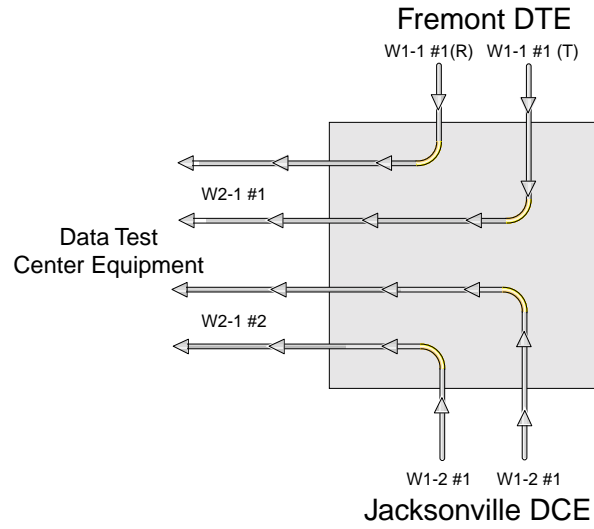 Fremont DTE
W1-1 #1(R) W1-1 #1 (T)
W2-1 #1
Data Test
Center Equipment
W2-1 #2
W1-2 #1 W1-2 #1
Jacksonville DCE